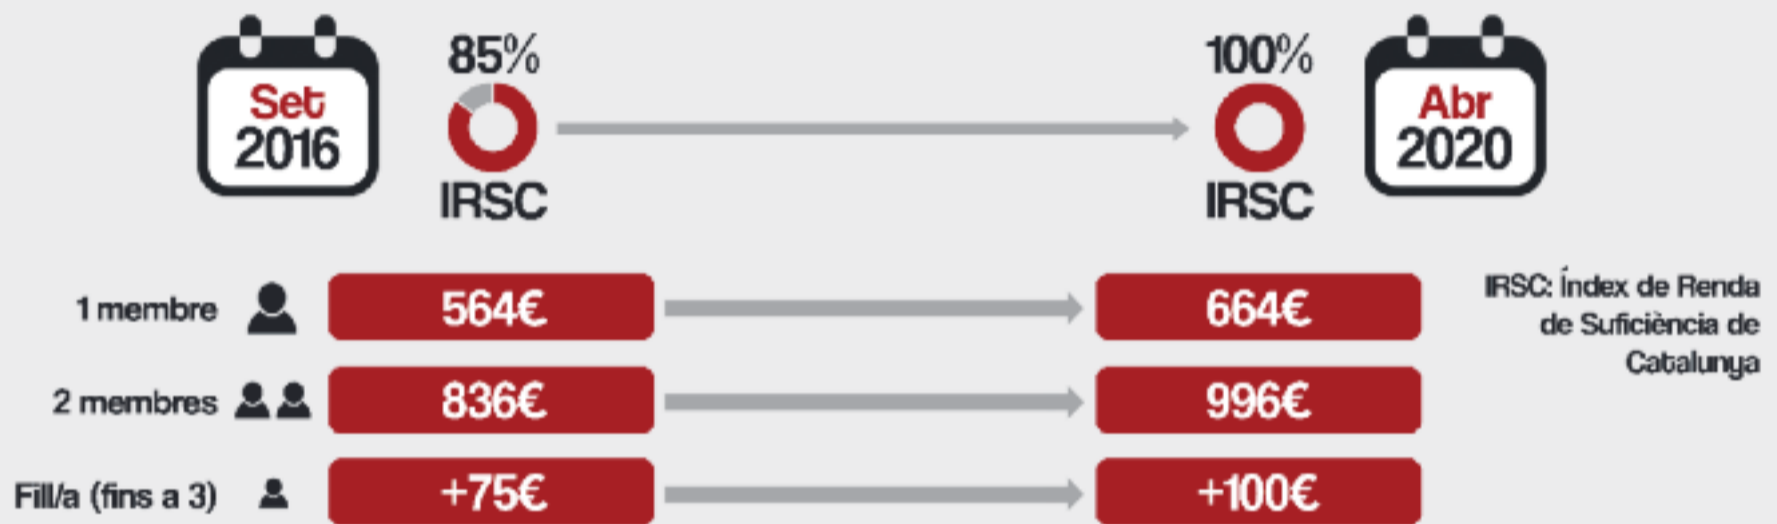 Set
2016
85%
IRSC
100%
IRSC
Abr
2020
1 membre
564€
664€
2 membres
836€
996€
Fill/a (fins a 3)
+75€
+100€
IRSC: Índex de Renda
de Suficiència de
Catalunya